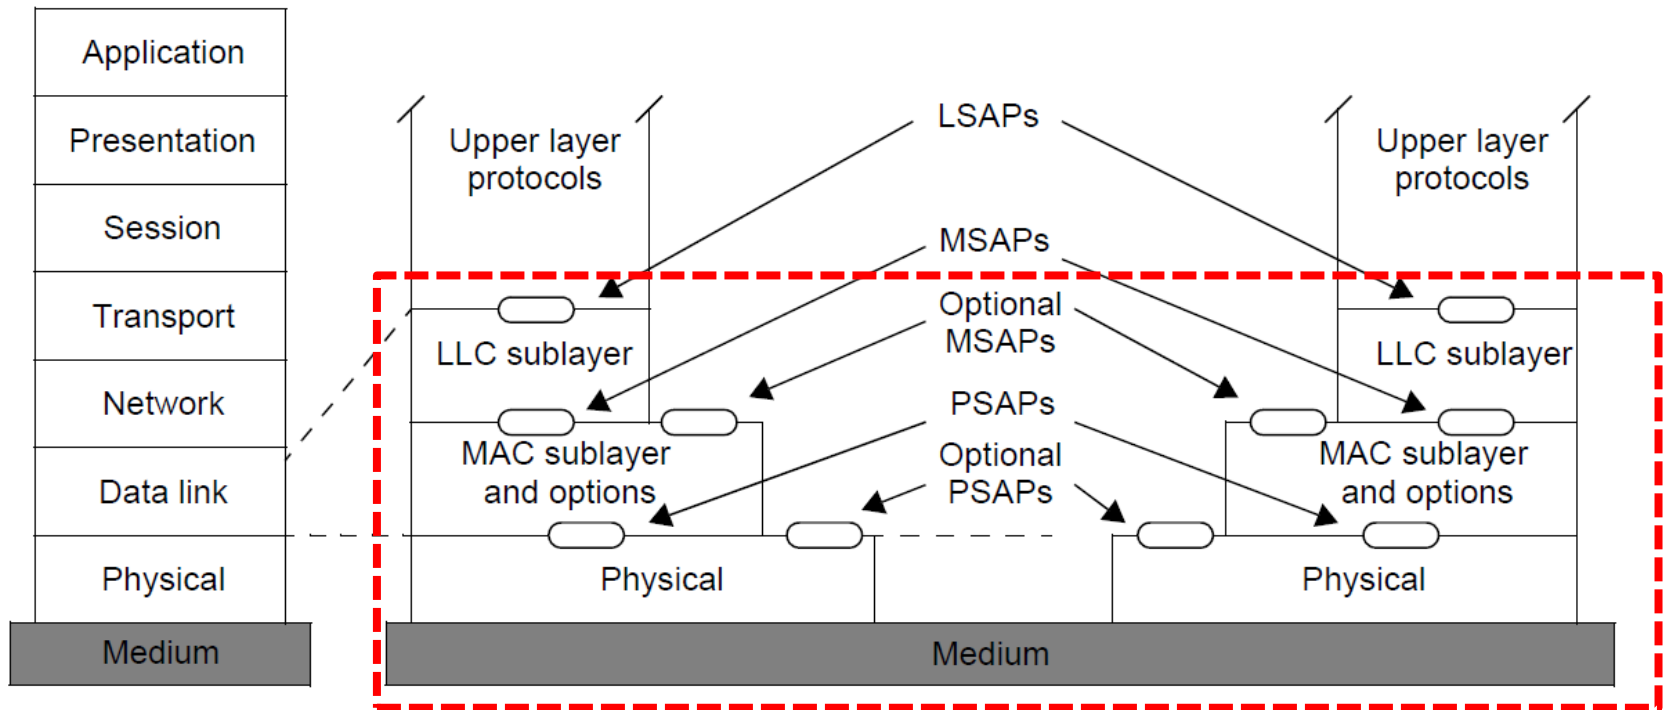 Application
Presentation
Session
Transport
Network
Data link
Physical
Medium
Upper layer
protocols
LLC sublayer
MAC sublayer
and options
Physical
LSAPs
MSAPs
Optional
MSAPs
PSAPs
Optional
PSAPs
Upper layer
protocols
LLC sublayer
MAC sublayer
and options
Physical
Medium